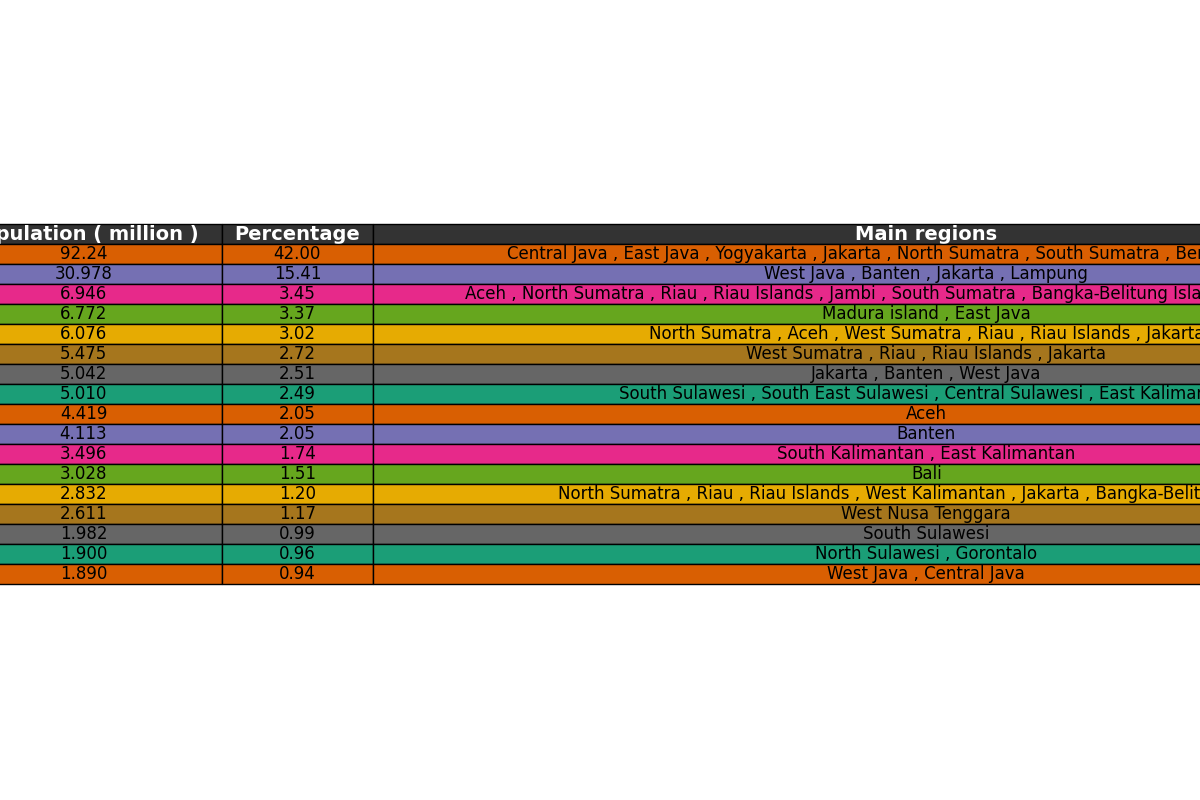 ( million ) Percentage Main regions
92.24 42.00 Central Java , East Java , Yogyakarta , Jakarta , North Sumatra , South Sumatra ,
30.978 15.41 West Java , Banten , Jakarta , Lampung
6.946 3.45 Aceh , North Sumatra , Riau , Riau Islands , Jambi , South Sumatra , Bangka-Belitung
6.772 3.37 Madura island , East Java
6.076 3.02 North Sumatra , Aceh , West Sumatra , Riau , Riau Islands , Jakarta
5.475 2.72 West Sumatra , Riau , Riau Islands , Jakarta
5.042 2.51 Jakarta , Banten , West Java
5.010 2.49 South Sulawesi , South East Sulawesi , Central Sulawesi , East
4.419 2.05 Aceh
4.113 2.05 Banten
3.496 1.74 South Kalimantan , East Kalimantan
3.028 1.51 Bali
2.832 1.20 North Sumatra , Riau , Riau Islands , West Kalimantan , Jakarta ,
2.611 1.17 West Nusa Tenggara
1.982 0.99 South Sulawesi
1.900 0.96 North Sulawesi , Gorontalo
1.890 0.94 West Java , Central Java